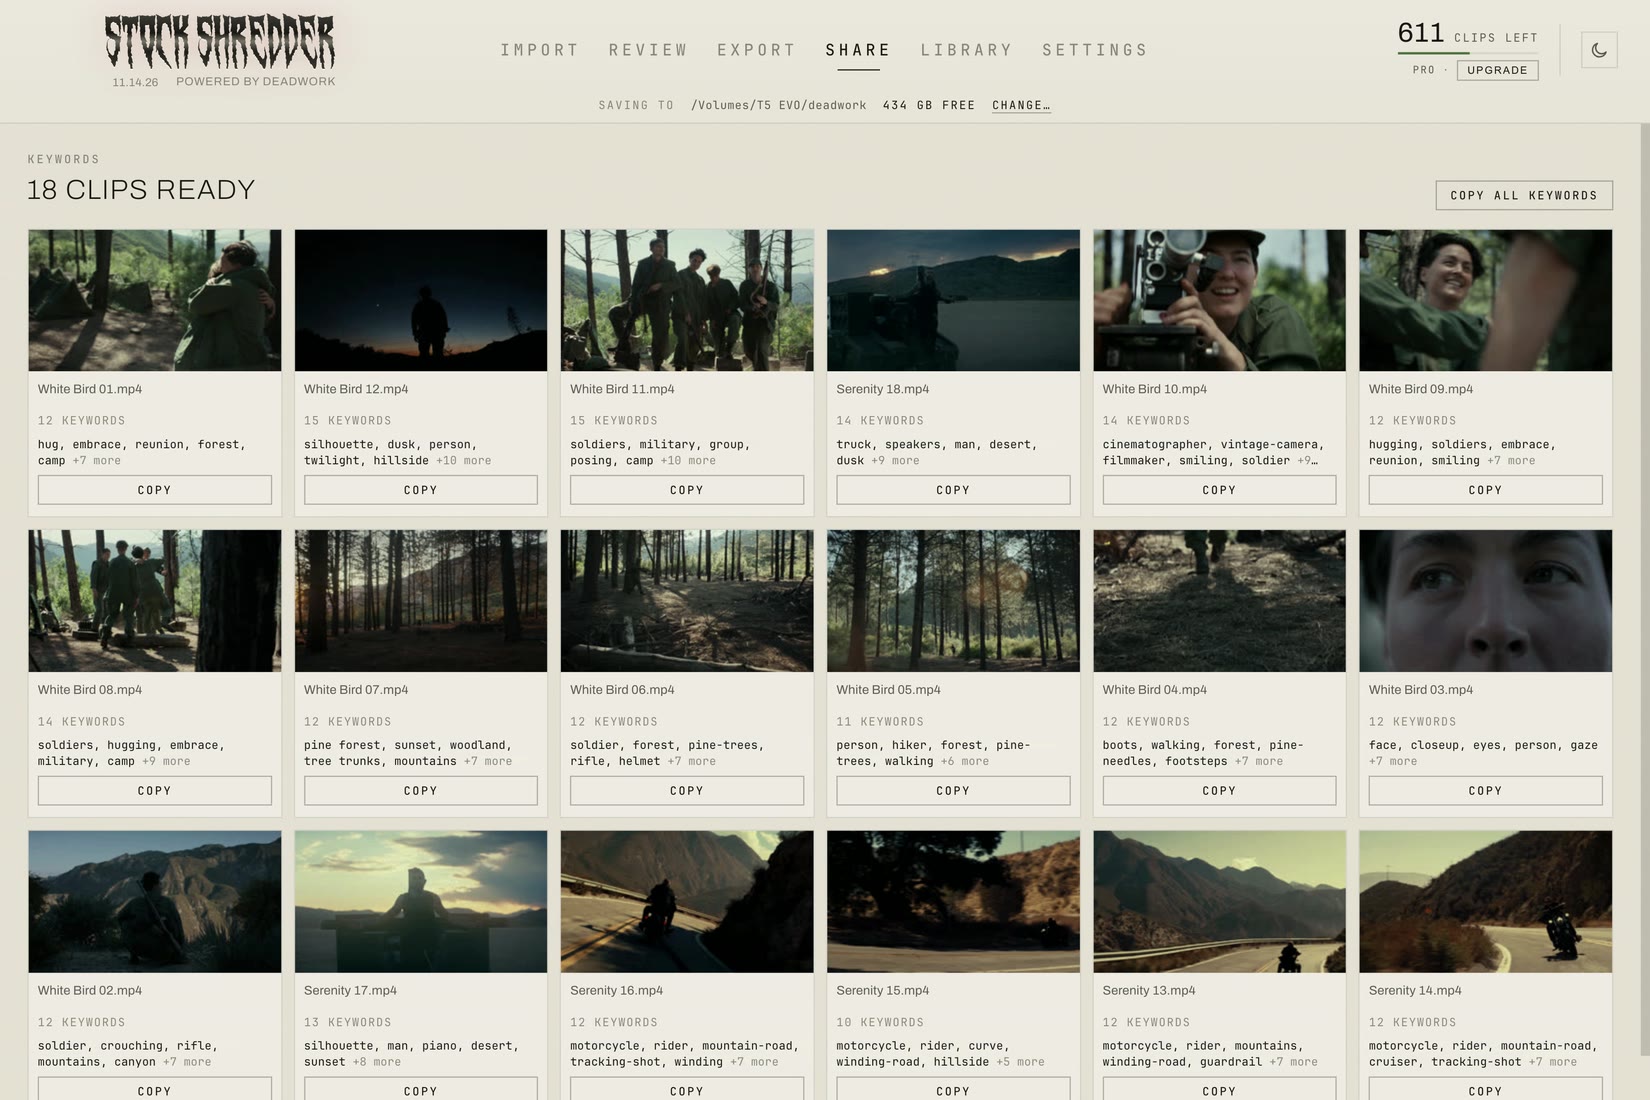 STOCK SHREDDER
11.14.26 POWERED BY DEADWORK
IMPORT REVIEW EXPORT SHARE LIBRARY SETTINGS
611 CLIPS LEFT
PRO · UPGRADE
SAVING TO /Volumes/T5 EVO/deadwork 434 GB FREE CHANGE…
KEYWORDS
18 CLIPS READY
COPY ALL KEYWORDS
White Bird 01.mp4
12 KEYWORDS
hug, embrace, reunion, forest,
camp +7 more
COPY
White Bird 12.mp4
15 KEYWORDS
silhouette, dusk, person,
twilight, hillside +10 more
COPY
White Bird 11.mp4
15 KEYWORDS
soldiers, military, group,
posing, camp +10 more
COPY
Serenity 18.mp4
14 KEYWORDS
truck, speakers, man, desert,
dusk +9 more
COPY
White Bird 10.mp4
14 KEYWORDS
cinematographer, vintage-camera,
filmmaker, smiling, soldier +9…
COPY
White Bird 09.mp4
12 KEYWORDS
hugging, soldiers, embrace,
reunion, smiling +7 more
COPY
White Bird 08.mp4
14 KEYWORDS
soldiers, hugging, embrace,
military, camp +9 more
COPY
White Bird 07.mp4
12 KEYWORDS
pine forest, sunset, woodland,
tree trunks, mountains +7 more
COPY
White Bird 06.mp4
12 KEYWORDS
soldier, forest, pine-trees,
rifle, helmet +7 more
COPY
White Bird 05.mp4
11 KEYWORDS
person, hiker, forest, pine-
trees, walking +6 more
COPY
White Bird 04.mp4
12 KEYWORDS
boots, walking, forest, pine-
needles, footsteps +7 more
COPY
White Bird 03.mp4
12 KEYWORDS
face, closeup, eyes, person, gaze
+7 more
COPY
White Bird 02.mp4
12 KEYWORDS
soldier, crouching, rifle,
mountains, canyon +7 more
COPY
Serenity 17.mp4
13 KEYWORDS
silhouette, man, piano, desert,
sunset +8 more
COPY
Serenity 16.mp4
12 KEYWORDS
motorcycle, rider, mountain-road,
tracking-shot, winding +7 more
COPY
Serenity 15.mp4
10 KEYWORDS
motorcycle, rider, curve,
winding-road, hillside +5 more
COPY
Serenity 13.mp4
12 KEYWORDS
motorcycle, rider, mountains,
winding-road, guardrail +7 more
COPY
Serenity 14.mp4
12 KEYWORDS
motorcycle, rider, mountain-road,
cruiser, tracking-shot +7 more
COPY